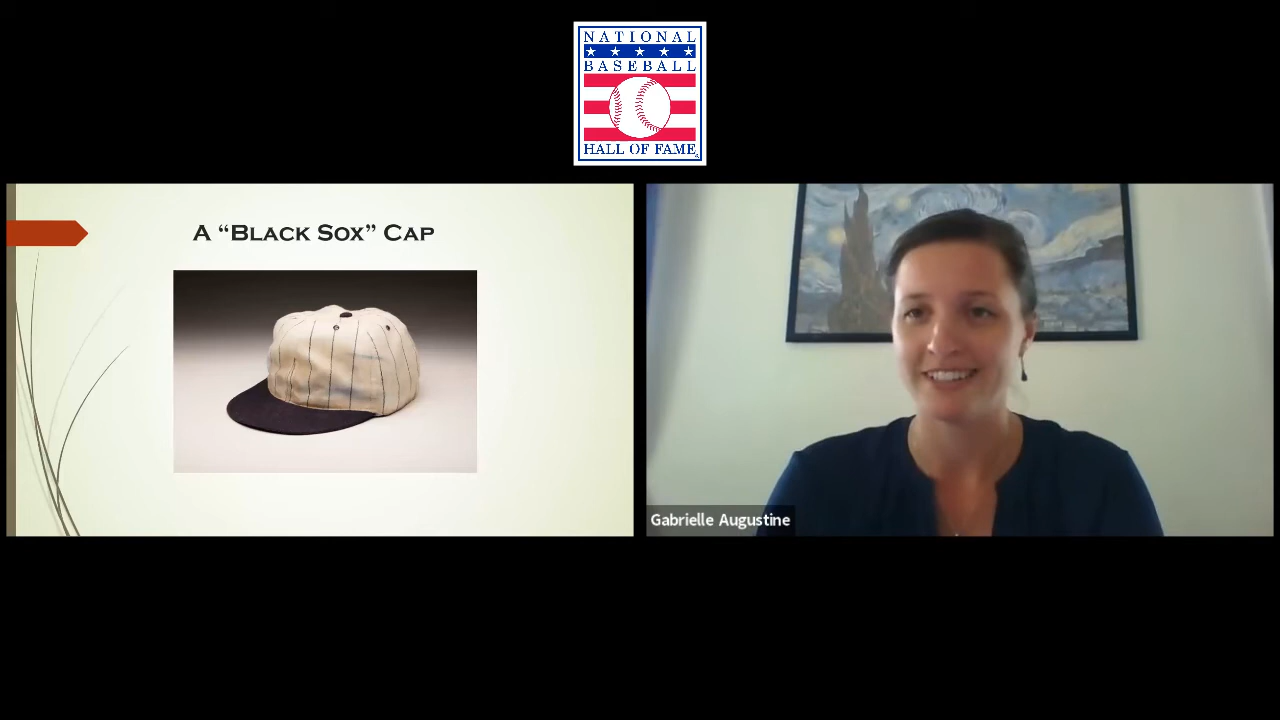 NATIONAL
BASEBALL
HALL OF FAME
A “BLACK SOX” CAP
Gabrielle Augustine